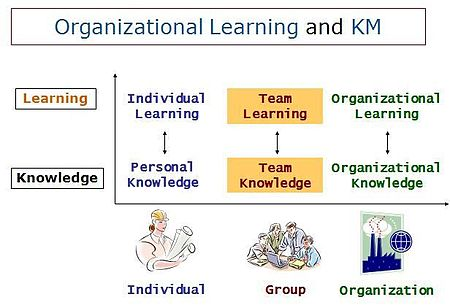 Organizational Learning and KM
Learning
Individual
Learning
Team
Learning
Organizational
Learning
Knowledge
Personal
Knowledge
Team
Knowledge
Organizational
Knowledge
Individual
Group
Organization